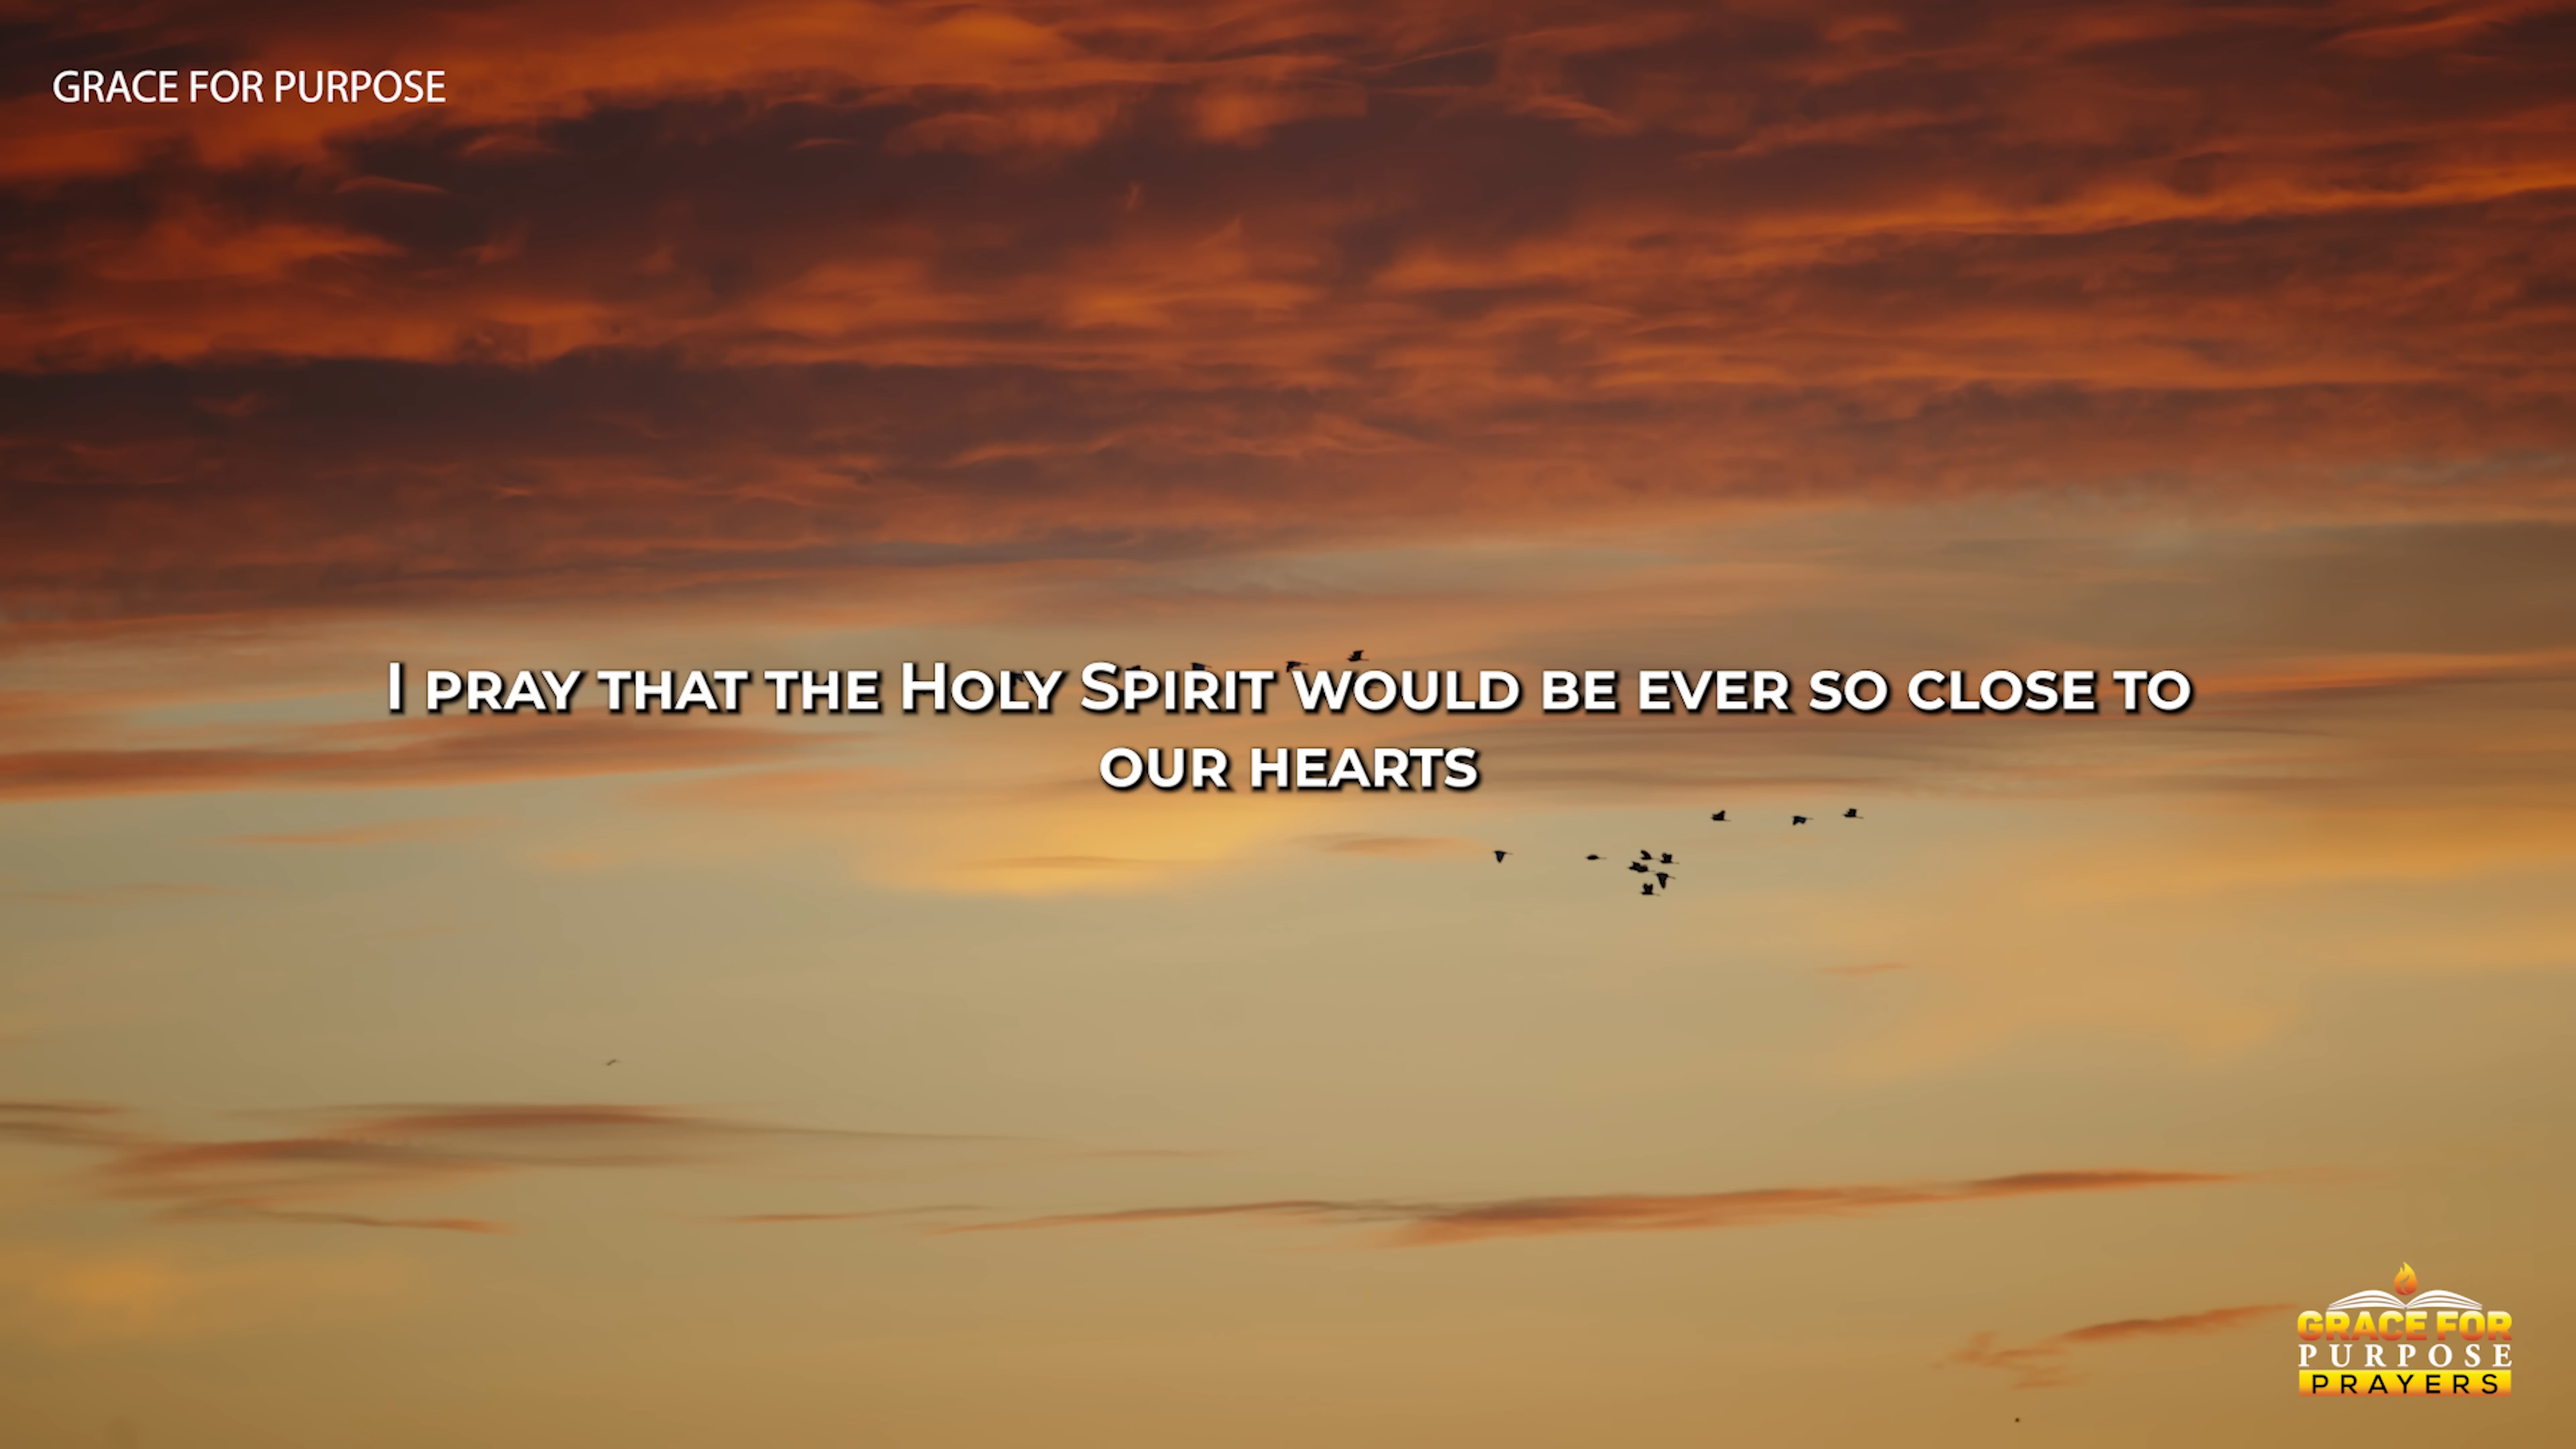 GRACE FOR PURPOSE
I PRAY THAT THE HOLY SPIRIT WOULD BE EVER SO CLOSE TO
OUR HEARTS
GRACE FOR
PURPOSE
PRAYERS